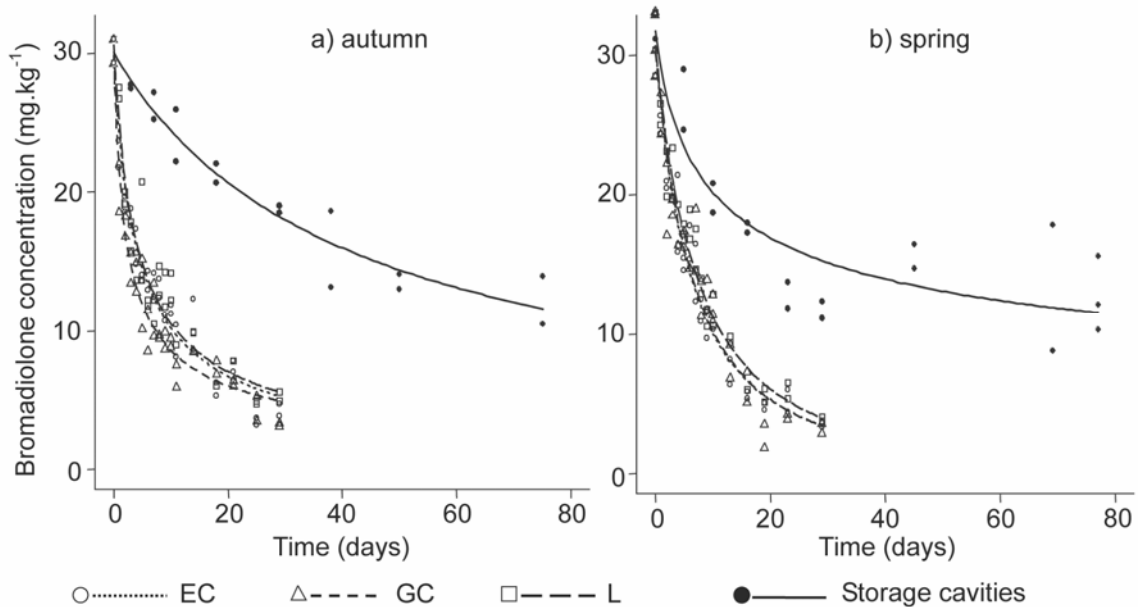 a) autumn
b) spring
Bromadiolone concentration (mg.kg⁻¹)
30
20
10
0
0 20 40 60 80
Time (days)
30
20
10
0
0 20 40 60 80
Time (days)
EC GC L Storage cavities